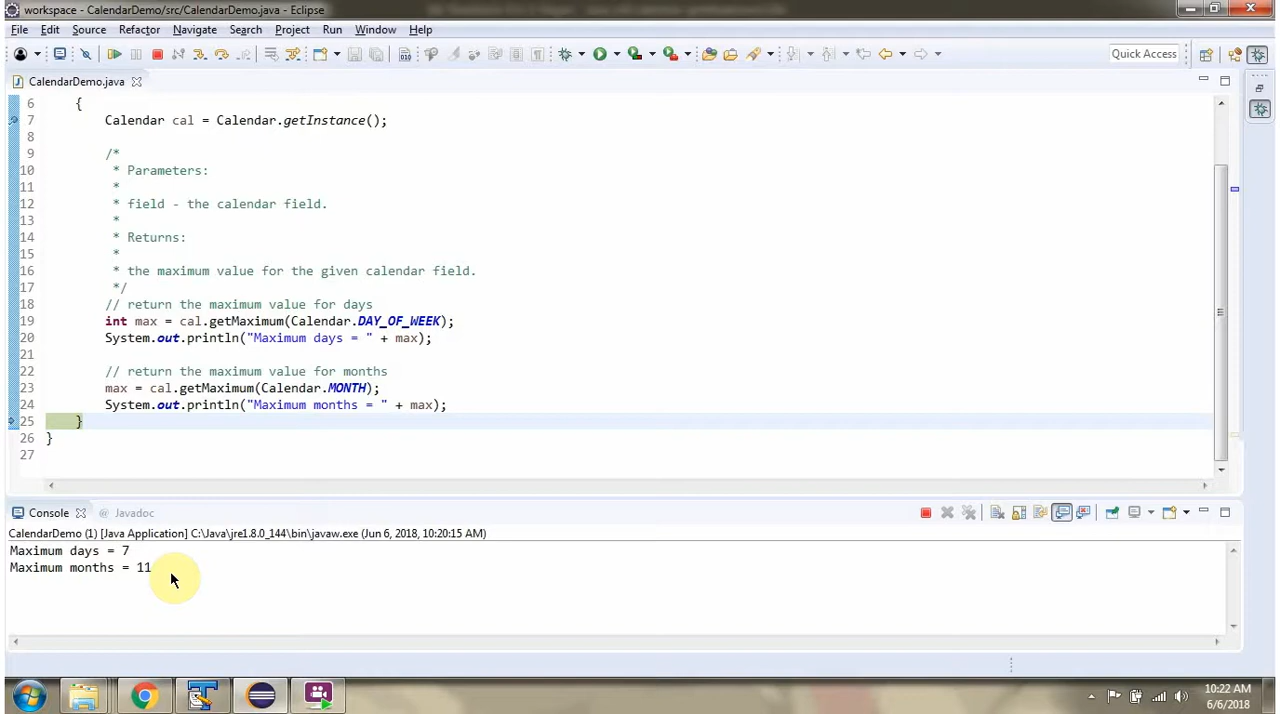 workspace - CalendarDemo/src/CalendarDemo.java - Eclipse
File Edit Source Refactor Navigate Search Project Run Window Help
Quick Access
CalendarDemo.java
6 {
7 Calendar cal = Calendar.getInstance();
8
9 /*
10 * Parameters:
11 *
12 * field - the calendar field.
13 *
14 * Returns:
15 *
16 * the maximum value for the given calendar field.
17 */
18 // return the maximum value for days
19 int max = cal.getMaximum(Calendar.DAY_OF_WEEK);
20 System.out.println("Maximum days = " + max);
21
22 // return the maximum value for months
23 max = cal.getMaximum(Calendar.MONTH);
24 System.out.println("Maximum months = " + max);
25 }
26 }
27
Console @ Javadoc
CalendarDemo (1) [Java Application] C:\Java\jre1.8.0_144\bin\javaw.exe (Jun 6, 2018, 10:20:15 AM)
Maximum days = 7
Maximum months = 11
10:22 AM
6/6/2018